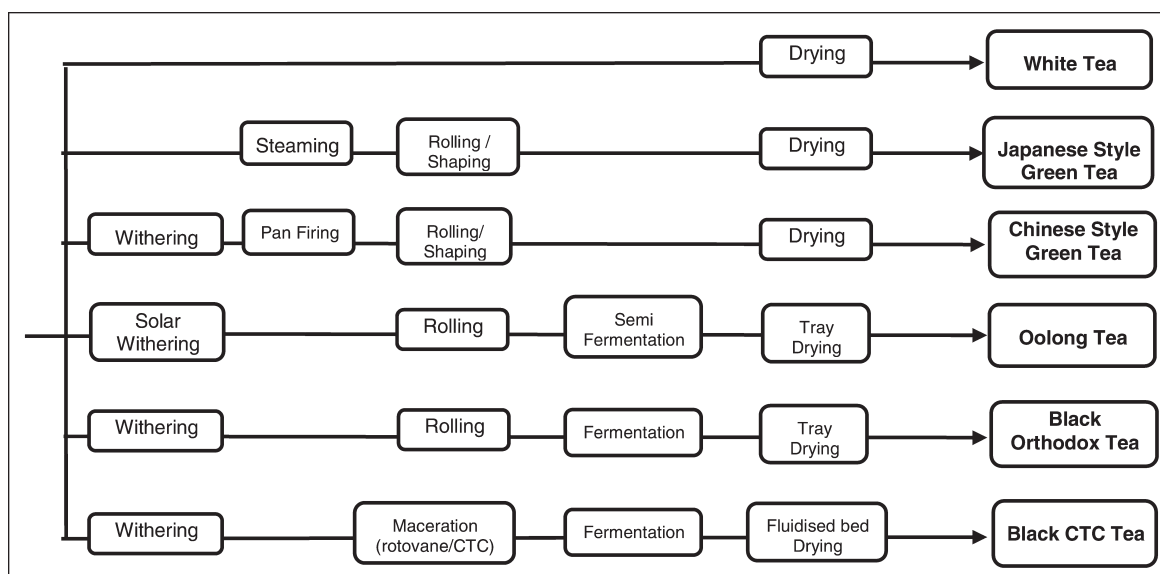 Drying
White Tea
Steaming
Rolling /
Shaping
Drying
Japanese Style
Green Tea
Withering
Pan Firing
Rolling/
Shaping
Drying
Chinese Style
Green Tea
Solar
Withering
Rolling
Semi
Fermentation
Tray
Drying
Oolong Tea
Withering
Rolling
Fermentation
Tray
Drying
Black
Orthodox Tea
Withering
Maceration
(rotovane/CTC)
Fermentation
Fluidised bed
Drying
Black CTC Tea